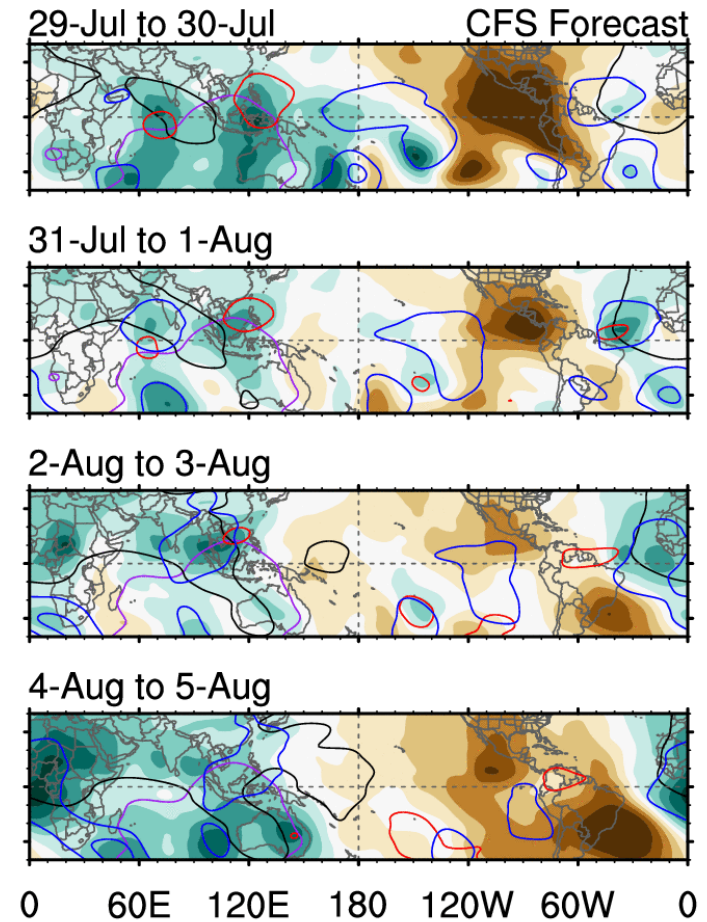 29-Jul to 30-Jul CFS Forecast
31-Jul to 1-Aug
2-Aug to 3-Aug
4-Aug to 5-Aug
0 60E 120E 180 120W 60W 0